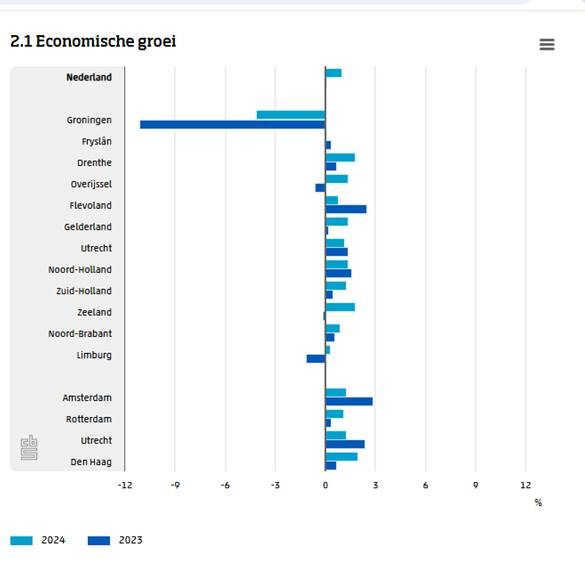 2.1 Economische groei
Nederland
Groningen
Fryslân
Drenthe
Overijssel
Flevoland
Gelderland
Utrecht
Noord-Holland
Zuid-Holland
Zeeland
Noord-Brabant
Limburg
Amsterdam
Rotterdam
Utrecht
Den Haag
-12 -9 -6 -3 0 3 6 9 12
%
2024 2023